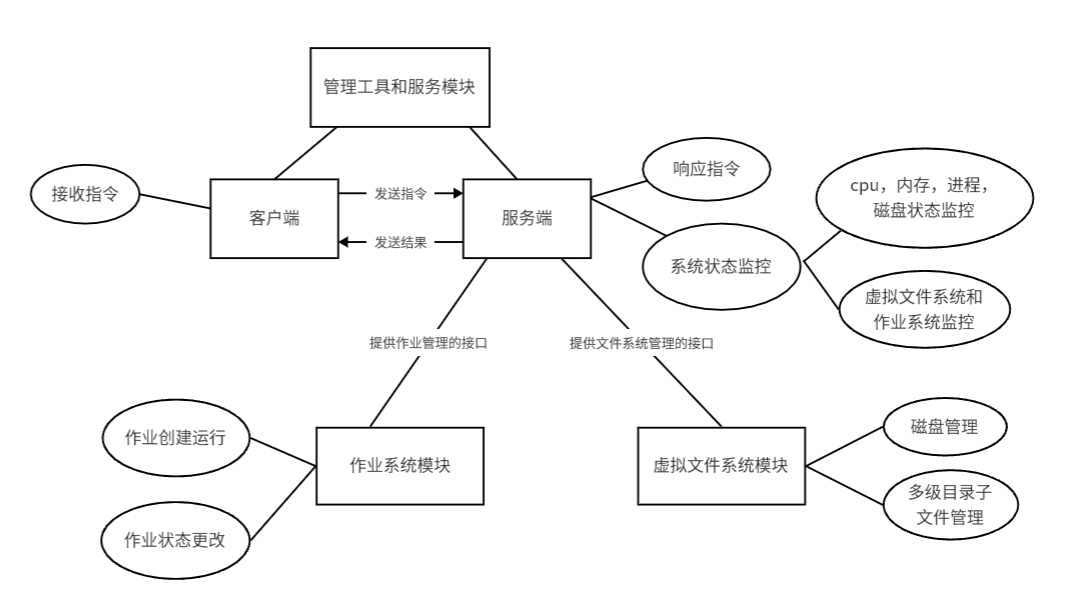 管理工具和服务模块
响应指令
cpu，内存，进程，
磁盘状态监控
接收指令
客户端
发送指令
发送结果
服务端
系统状态监控
虚拟文件系统和
作业系统监控
提供作业管理的接口
提供文件系统管理的接口
作业创建运行
作业系统模块
作业状态更改
虚拟文件系统模块
磁盘管理
多级目录子
文件管理